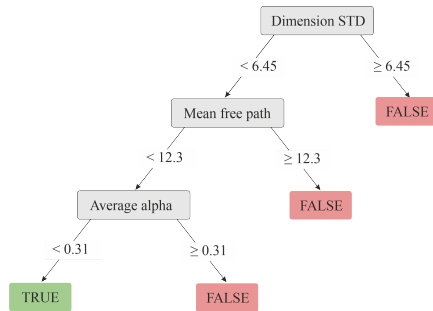 Dimension STD
< 6.45
≥ 6.45
Mean free path
FALSE
< 12.3
≥ 12.3
Average alpha
FALSE
< 0.31
≥ 0.31
TRUE
FALSE